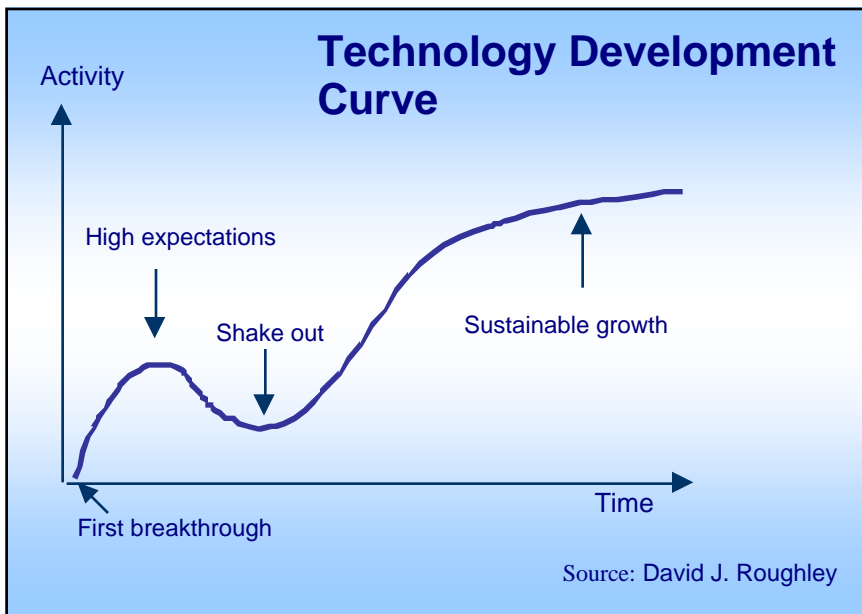 Technology Development
Curve
Activity
High expectations
Shake out
Sustainable growth
Time
First breakthrough
Source: David J. Roughley